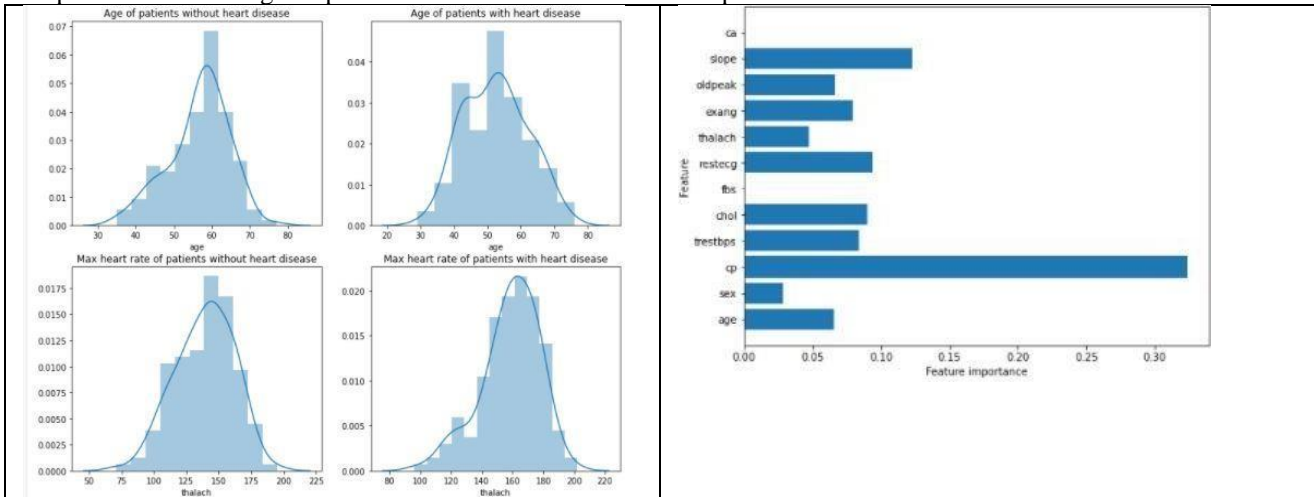 Age of patients without heart disease
Age of patients with heart disease
0.07
0.06
0.05
0.04
0.03
0.02
0.01
0.00
30 40 50 60 70 80
age
0.04
0.03
0.02
0.01
0.00
20 30 40 50 60 70 80
age
Max heart rate of patients without heart disease
Max heart rate of patients with heart disease
0.0175
0.0150
0.0125
0.0100
0.0075
0.0050
0.0025
0.0000
50 75 100 125 150 175 200 225
thalach
0.020
0.015
0.010
0.005
0.000
80 100 120 140 160 180 200 220
thalach
Feature
ca
slope
oldpeak
exang
thalach
restecg
fbs
chol
trestbps
cp
sex
age
0.00 0.05 0.10 0.15 0.20 0.25 0.30
Feature importance